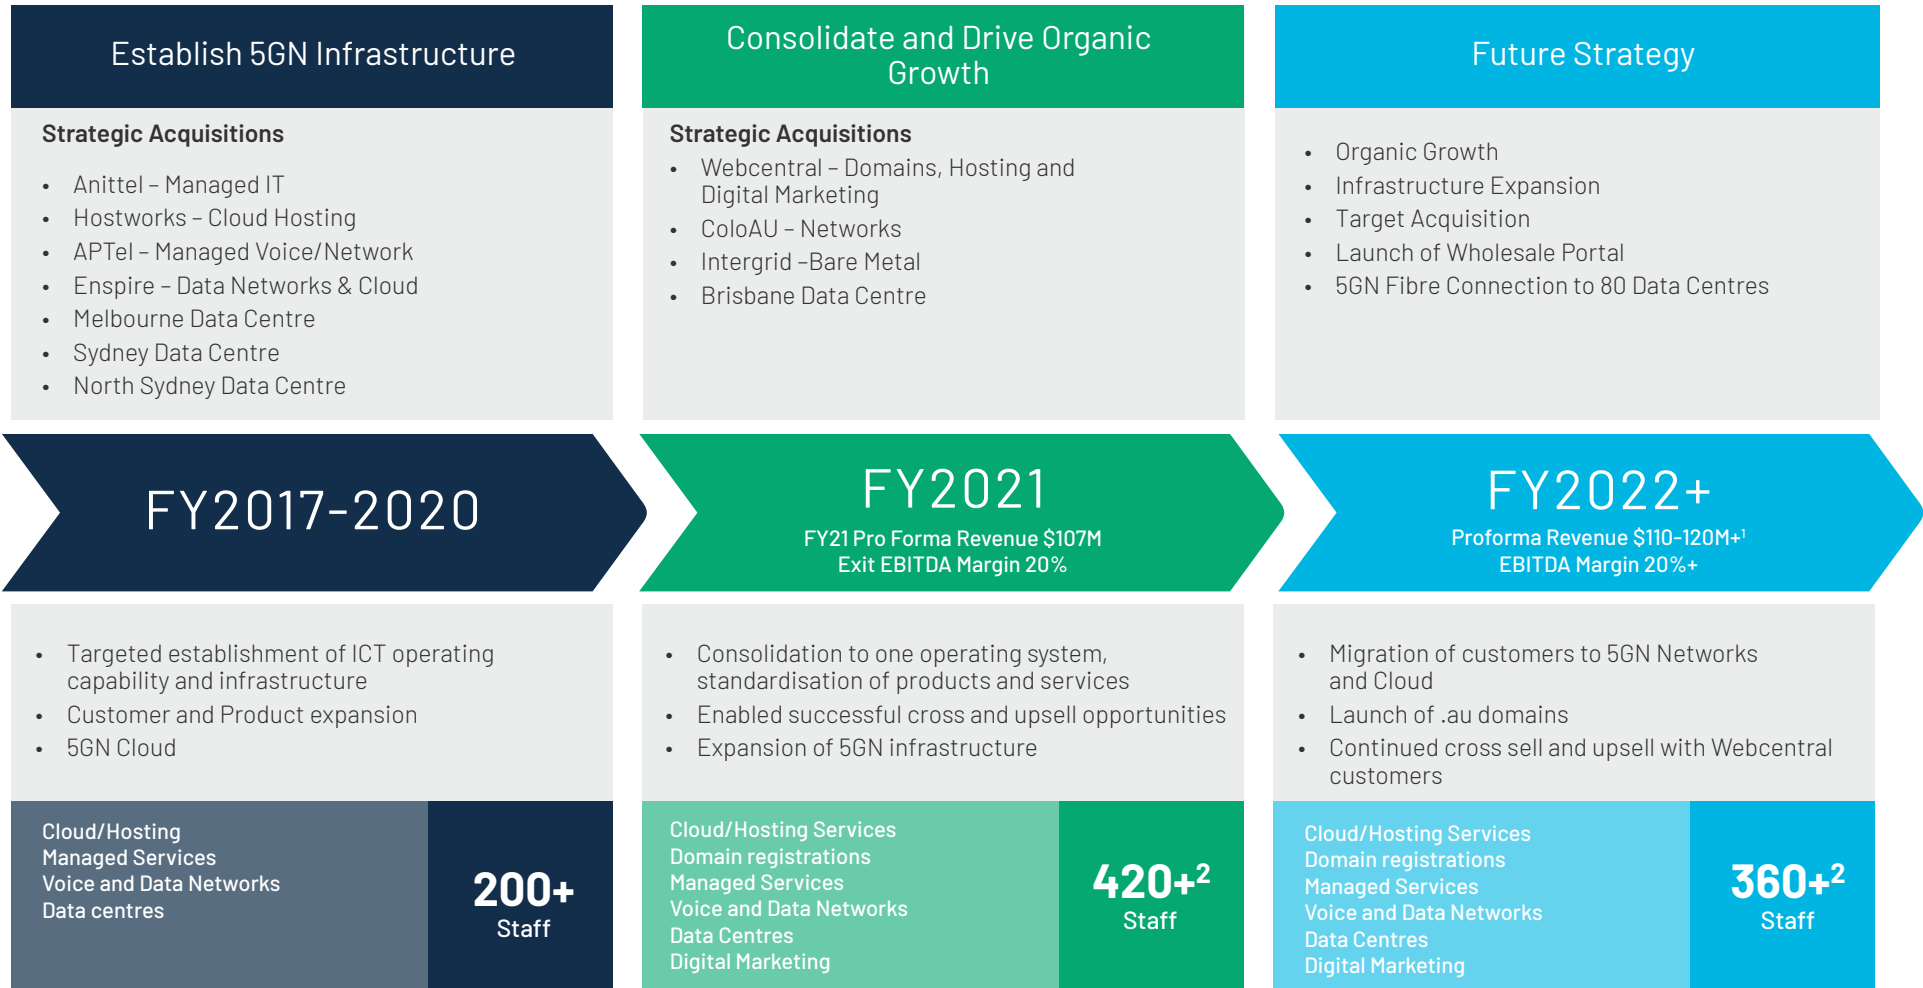 Establish 5GN Infrastructure
Strategic Acquisitions
• Anittel – Managed IT
• Hostworks – Cloud Hosting
• APTel – Managed Voice/Network
• Enspire – Data Networks & Cloud
• Melbourne Data Centre
• Sydney Data Centre
• North Sydney Data Centre
Consolidate and Drive Organic
Growth
Strategic Acquisitions
• Webcentral – Domains, Hosting and
Digital Marketing
• ColoAU – Networks
• Intergrid –Bare Metal
• Brisbane Data Centre
Future Strategy
• Organic Growth
• Infrastructure Expansion
• Target Acquisition
• Launch of Wholesale Portal
• 5GN Fibre Connection to 80 Data Centres
FY2017-2020
FY2021
FY21 Pro Forma Revenue $107M
Exit EBITDA Margin 20%
FY2022+
Proforma Revenue $110-120M+¹
EBITDA Margin 20%+
• Targeted establishment of ICT operating
capability and infrastructure
• Customer and Product expansion
• 5GN Cloud
Cloud/Hosting
Managed Services
Voice and Data Networks
Data centres
200+
Staff
• Consolidation to one operating system,
standardisation of products and services
• Enabled successful cross and upsell opportunities
• Expansion of 5GN infrastructure
Cloud/Hosting Services
Domain registrations
Managed Services
Voice and Data Networks
Data Centres
Digital Marketing
420+²
Staff
• Migration of customers to 5GN Networks
and Cloud
• Launch of .au domains
• Continued cross sell and upsell with Webcentral
customers
Cloud/Hosting Services
Domain registrations
Managed Services
Voice and Data Networks
Data Centres
Digital Marketing
360+²
Staff